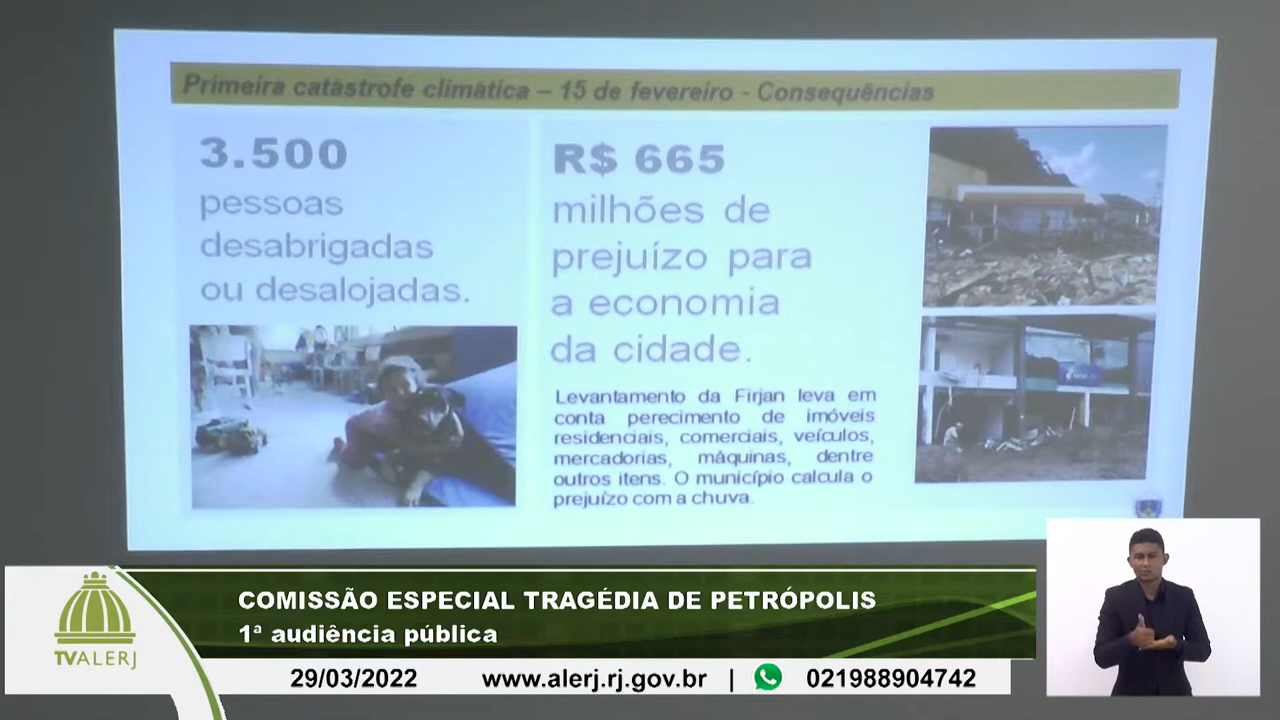 Primeira catástrofe climática – 15 de fevereiro - Consequências
3.500
pessoas
desabrigadas
ou desalojadas.
R$ 665
milhões de
prejuízo para
a economia
da cidade.
Levantamento da Firjan leva em
conta perecimento de imóveis
residenciais, comerciais, veículos,
mercadorias, máquinas, dentre
outros itens. O município calcula o
prejuízo com a chuva.
COMISSÃO ESPECIAL TRAGÉDIA DE PETRÓPOLIS
1ª audiência pública
TVALERJ
29/03/2022 www.alerj.rj.gov.br | 021988904742